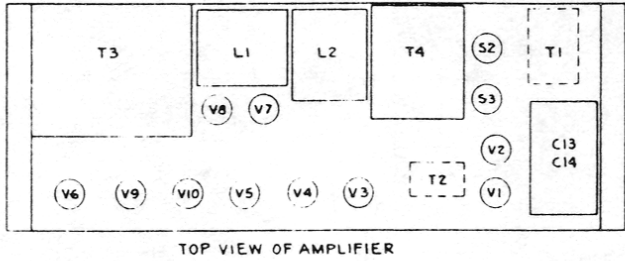 T3
L1
L2
T4
S2
T1
S3
V8
V7
V2
C13
C14
V6
V9
V10
V5
V4
V3
T2
V1
TOP VIEW OF AMPLIFIER